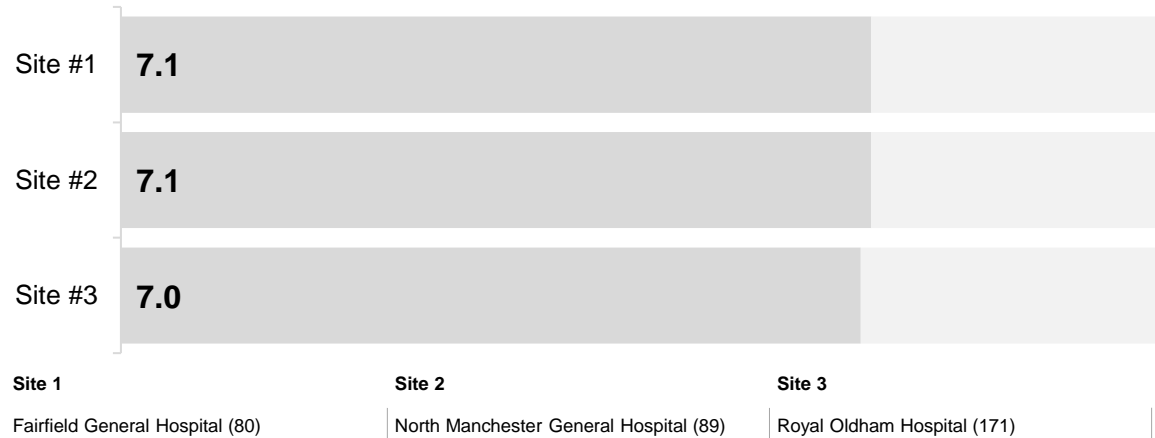 Site #1 7.1
Site #2 7.1
Site #3 7.0
Site 1 Site 2 Site 3
Fairfield General Hospital (80) North Manchester General Hospital (89) Royal Oldham Hospital (171)